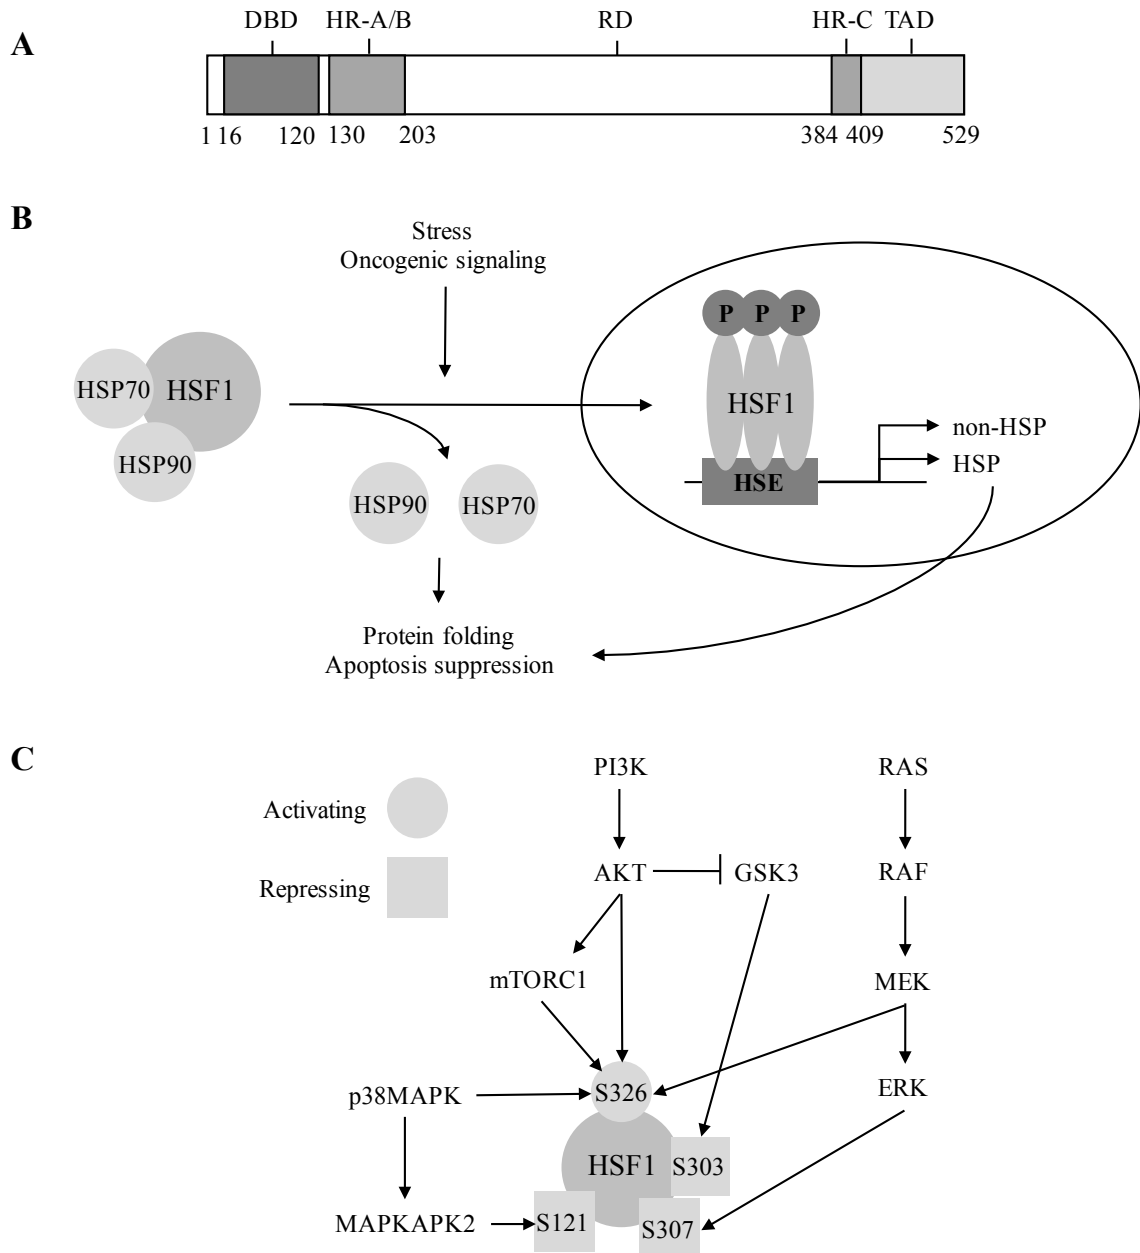 A
DBD HR-A/B RD HR-C TAD
1 16 120 130 203 384 409 529
B
Stress
Oncogenic signaling
HSP70 HSF1
HSP90
HSP90 HSP70
Protein folding
Apoptosis suppression
P P P
HSF1
HSE
non-HSP
HSP
C
Activating
Repressing
PI3K RAS
AKT GSK3 RAF
mTORC1 MEK
p38MAPK S326 ERK
HSF1 S303
MAPKAPK2 S121 S307